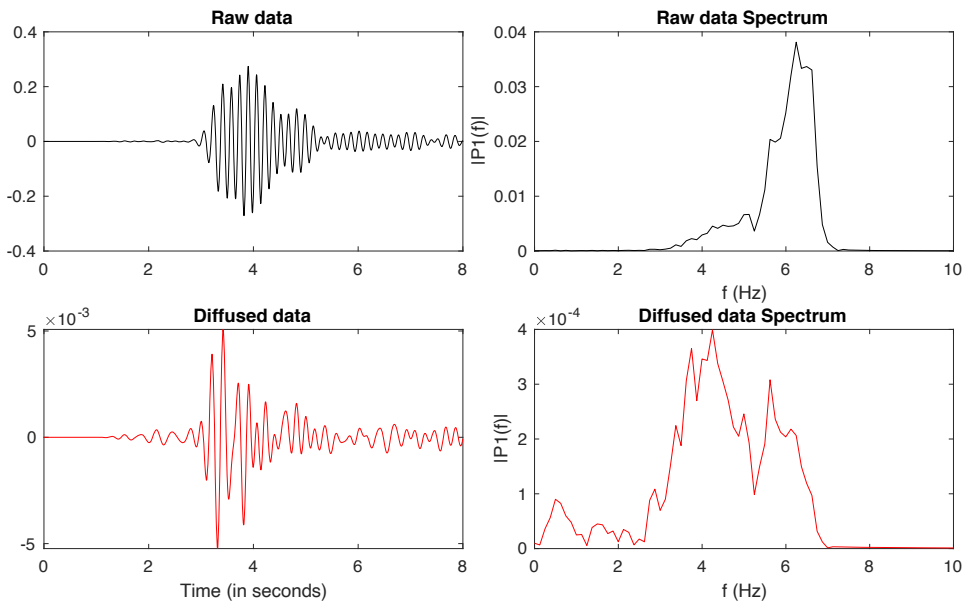 Raw data
0.4
0.2
0
-0.2
-0.4
0 2 4 6 8
Raw data Spectrum
0.04
0.03
0.02
0.01
0
|P1(f)|
0 2 4 6 8 10
f (Hz)
Diffused data
×10⁻³
5
0
-5
0 2 4 6 8
Time (in seconds)
Diffused data Spectrum
×10⁻⁴
4
3
2
1
0
|P1(f)|
0 2 4 6 8 10
f (Hz)